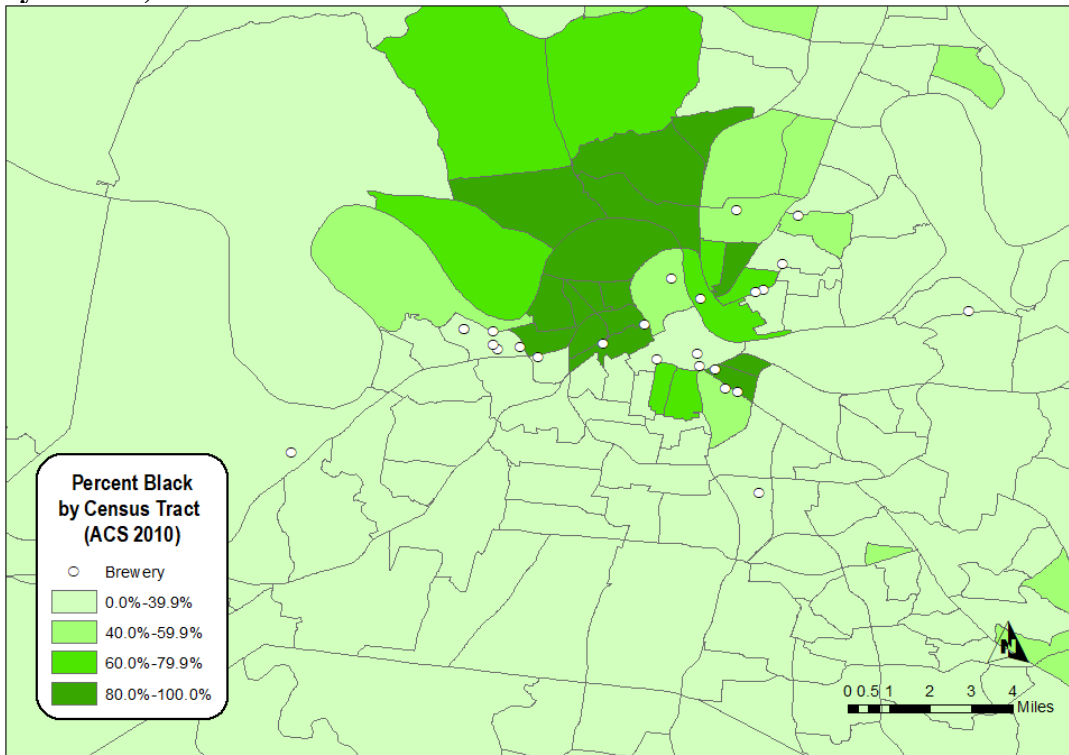 Percent Black
by Census Tract
(ACS 2010)
Brewery
0.0%-39.9%
40.0%-59.9%
60.0%-79.9%
80.0%-100.0%
N
0 0.5 1 2 3 4
Miles